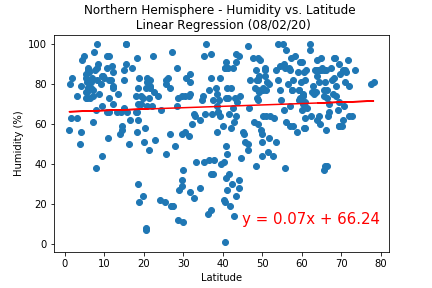 Northern Hemisphere - Humidity vs. Latitude
Linear Regression (08/02/20)
100
80
60
40
20
0
Humidity (%)
y = 0.07x + 66.24
0 10 20 30 40 50 60 70 80
Latitude